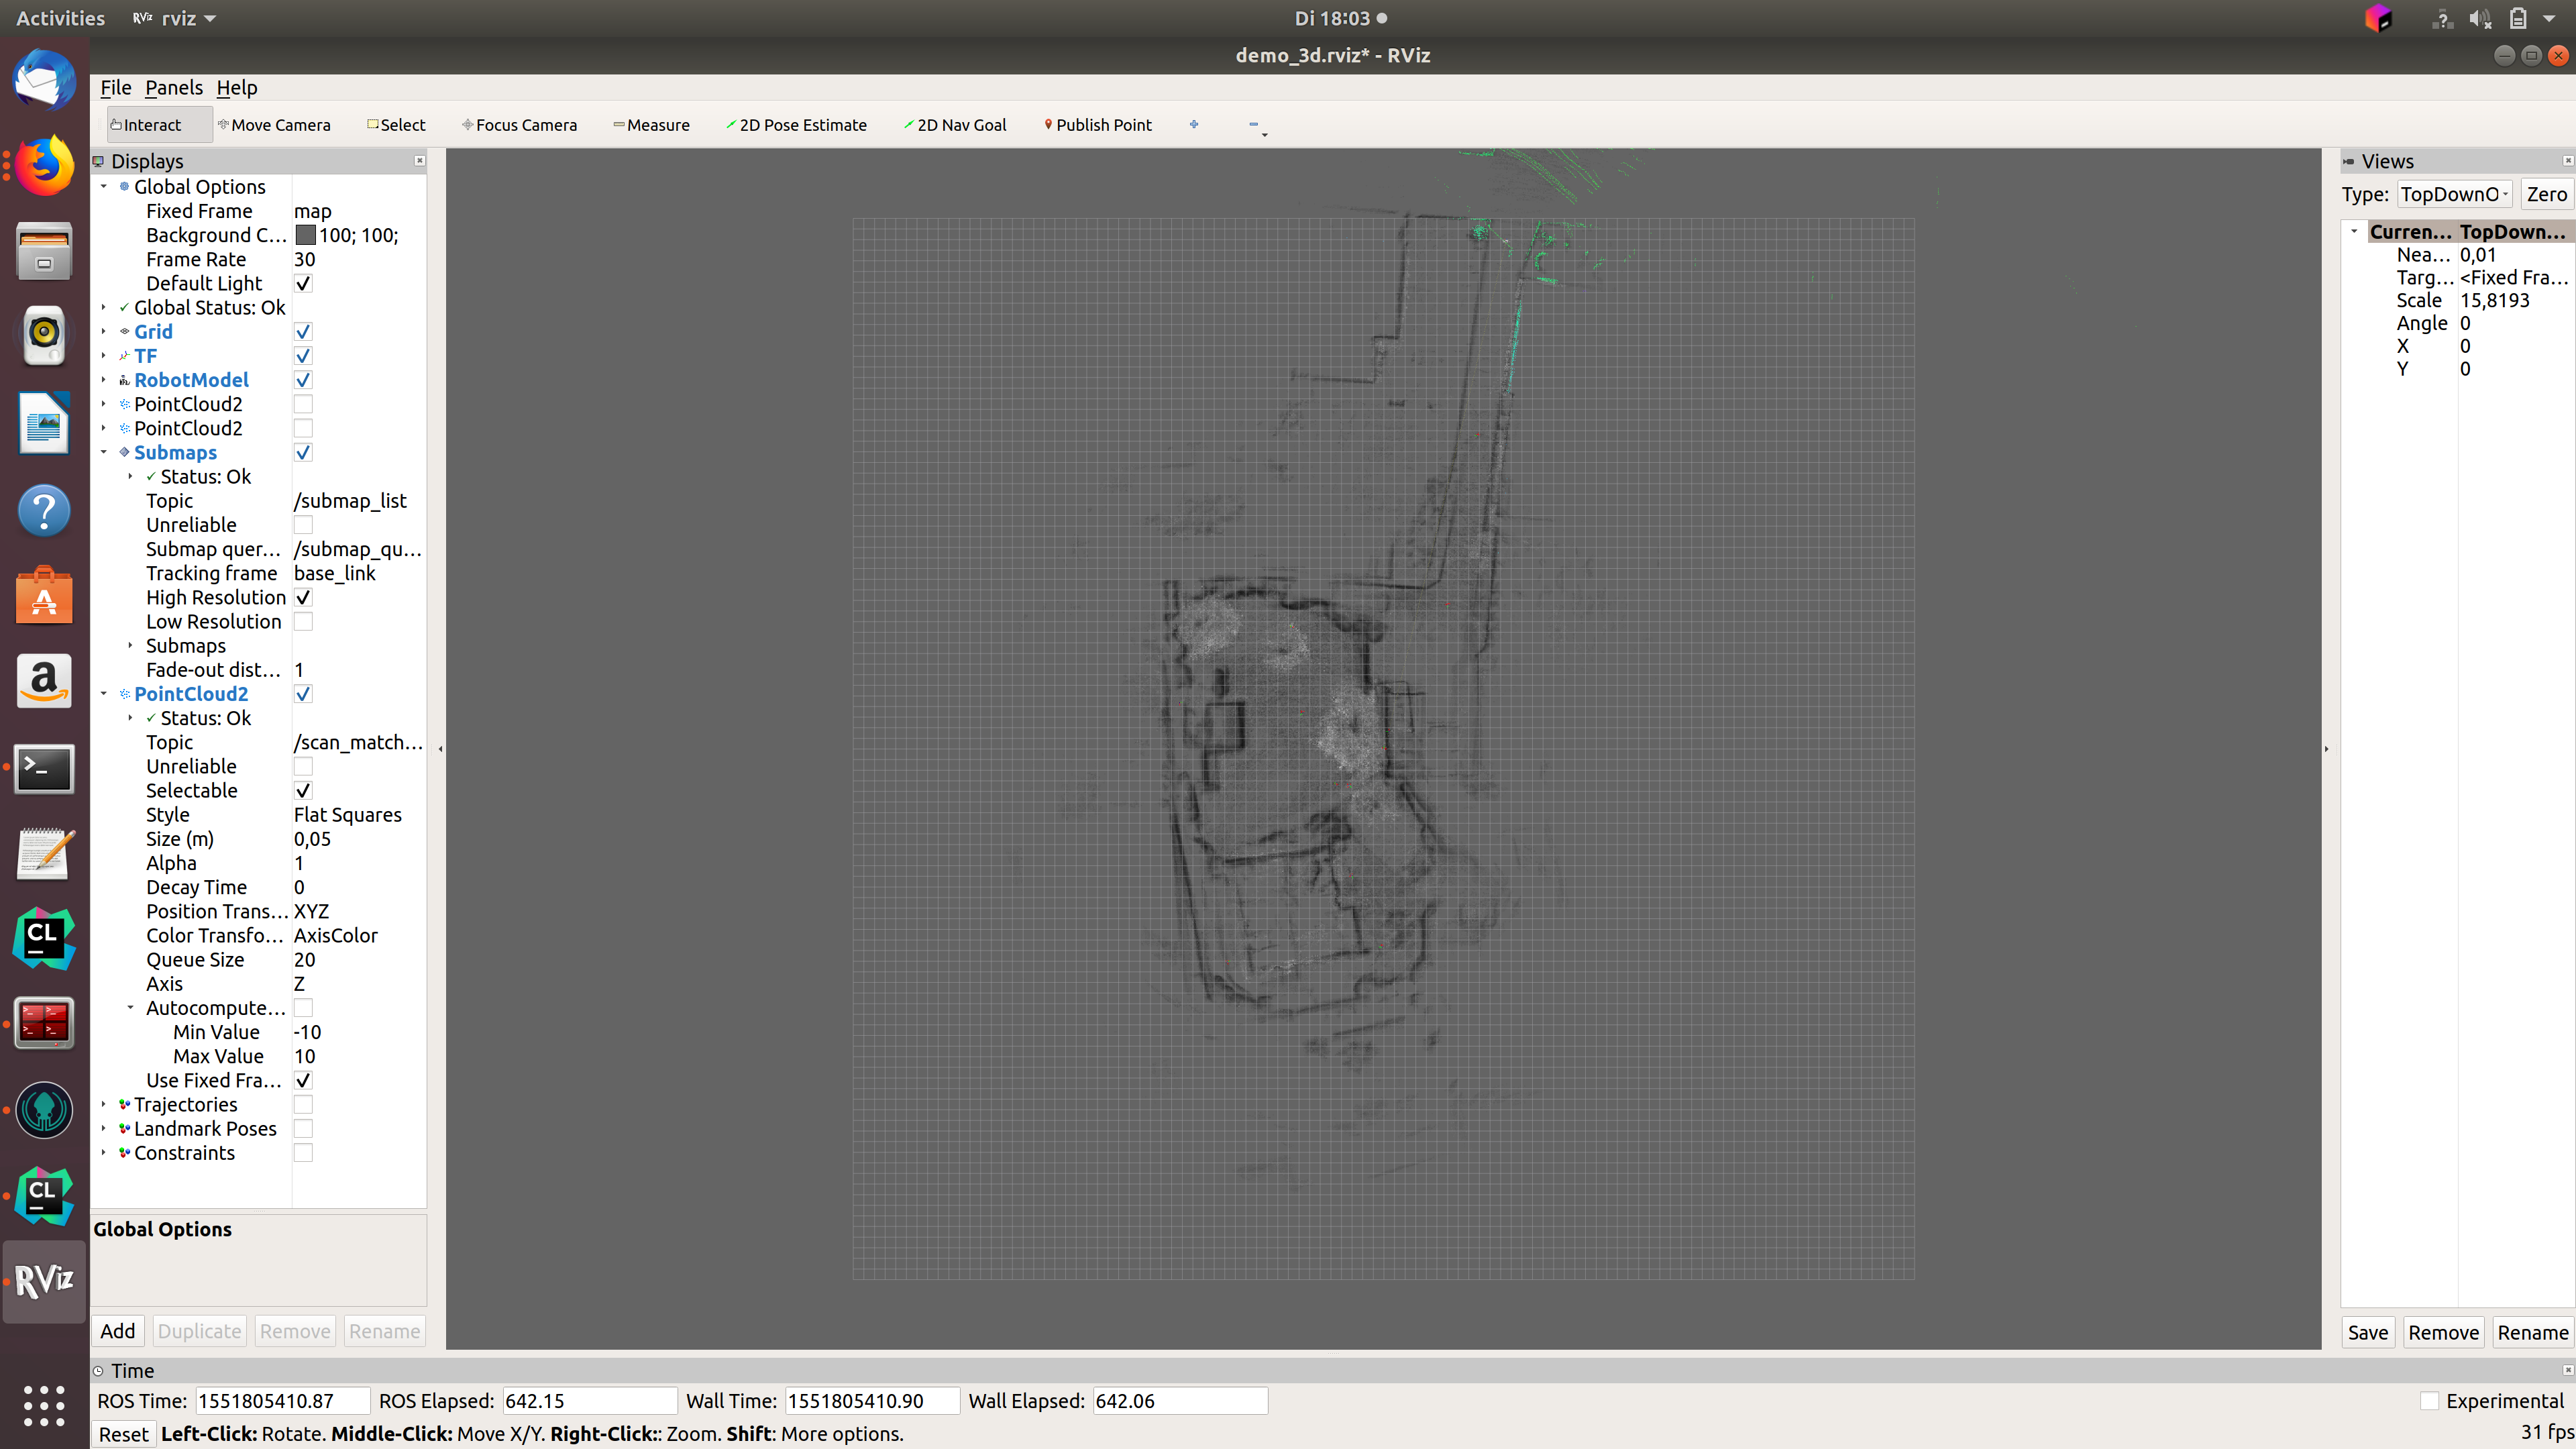 Activities RViz rviz Di 18:03
demo_3d.rviz* - RViz
File Panels Help
Interact Move Camera Select Focus Camera Measure 2D Pose Estimate 2D Nav Goal Publish Point
Displays
Global Options
Fixed Frame map
Background C... 100; 100;
Frame Rate 30
Default Light
Global Status: Ok
Grid
TF
RobotModel
PointCloud2
PointCloud2
Submaps
Status: Ok
Topic /submap_list
Unreliable
Submap quer... /submap_qu...
Tracking frame base_link
High Resolution
Low Resolution
Submaps
Fade-out dist... 1
PointCloud2
Status: Ok
Topic /scan_match...
Unreliable
Selectable
Style Flat Squares
Size (m) 0,05
Alpha 1
Decay Time 0
Position Trans... XYZ
Color Transfo... AxisColor
Queue Size 20
Axis Z
Autocompute...
Min Value -10
Max Value 10
Use Fixed Fra...
Trajectories
Landmark Poses
Constraints
Global Options
Add Duplicate Remove Rename
Views
Type: TopDownO Zero
Curren... TopDown...
Nea... 0,01
Targ... <Fixed Fra...
Scale 15,8193
Angle 0
X 0
Y 0
Save Remove Rename
CL
CL
RViz
Time
ROS Time: 1551805410.87 ROS Elapsed: 642.15 Wall Time: 1551805410.90 Wall Elapsed: 642.06 Experimental
Reset Left-Click: Rotate. Middle-Click: Move X/Y. Right-Click:: Zoom. Shift: More options. 31 fps